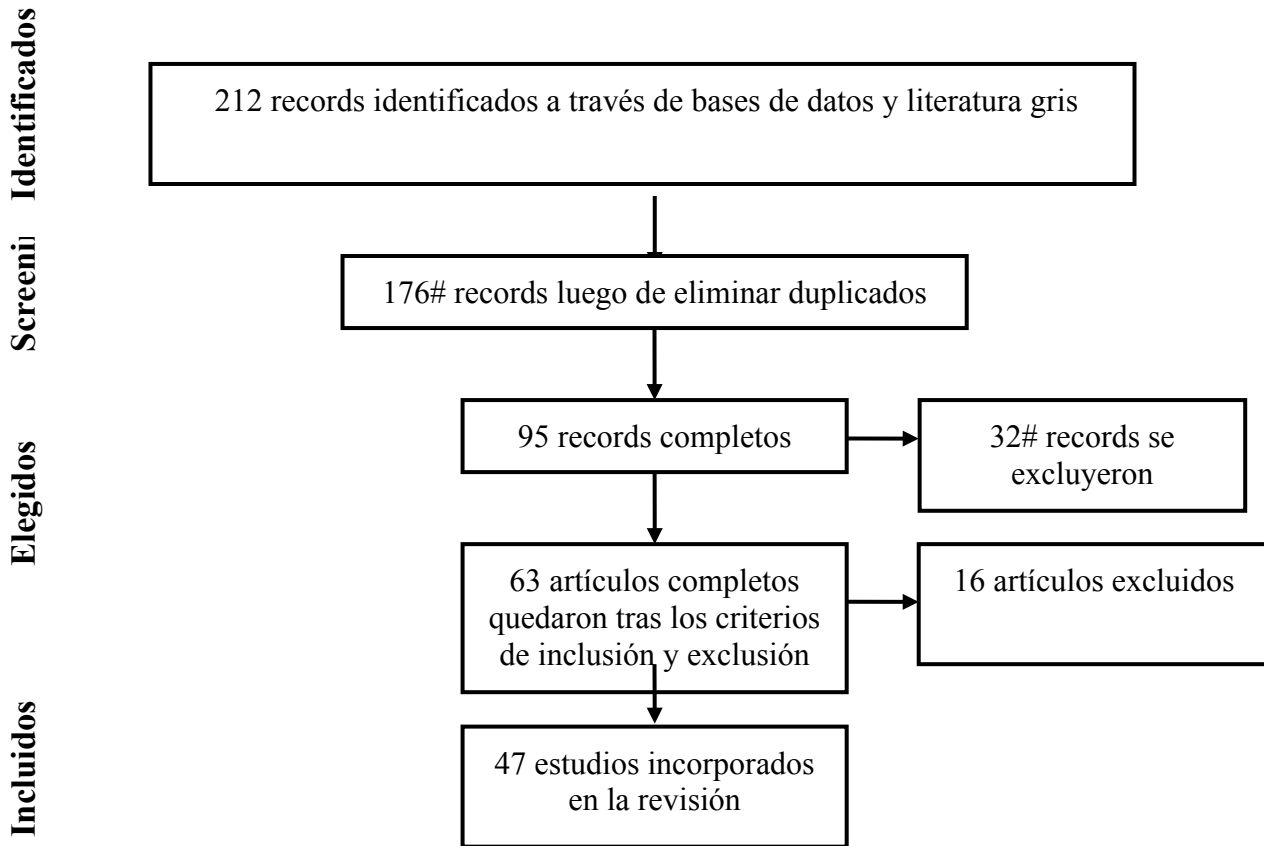 Identificados
212 records identificados a través de bases de datos y literatura gris
Screeni
176# records luego de eliminar duplicados
Elegidos
95 records completos
32# records se
excluyeron
63 artículos completos
quedaron tras los criterios
de inclusión y exclusión
16 artículos excluidos
Incluidos
47 estudios incorporados
en la revisión